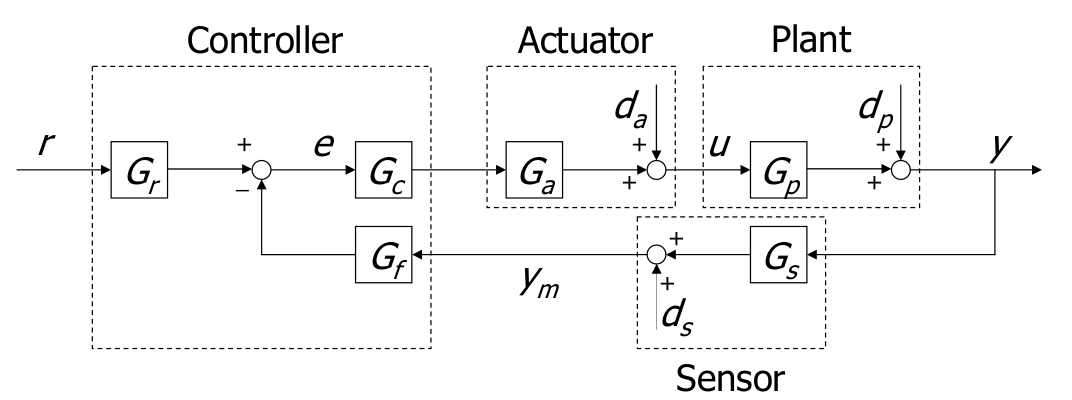 Controller
Actuator
Plant
r
G_r
+
−
e
G_c
G_a
d_a
+
+
u
G_p
d_p
+
+
y
G_f
y_m
+
+
d_s
G_s
Sensor